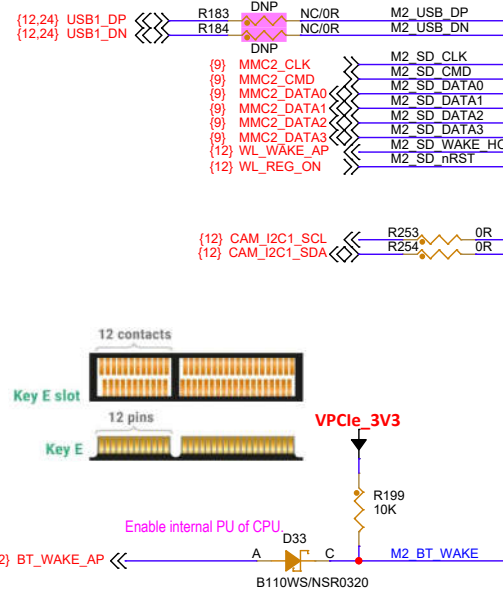 DNP
{12,24} USB1_DP R183 NC/0R M2_USB_DP
{12,24} USB1_DN R184 NC/0R M2_USB_DN
DNP
{9} MMC2_CLK M2_SD_CLK
{9} MMC2_CMD M2_SD_CMD
{9} MMC2_DATA0 M2_SD_DATA0
{9} MMC2_DATA1 M2_SD_DATA1
{9} MMC2_DATA2 M2_SD_DATA2
{9} MMC2_DATA3 M2_SD_DATA3
{12} WL_WAKE_AP M2_SD_WAKE_HO
{12} WL_REG_ON M2_SD_nRST
{12} CAM_I2C1_SCL R253 0R
{12} CAM_I2C1_SDA R254 0R
12 contacts
Key E slot
12 pins
Key E
VPCIe_3V3
R199
10K
Enable internal PU of CPU.
D33
2} BT_WAKE_AP A C M2_BT_WAKE
B110WS/NSR0320